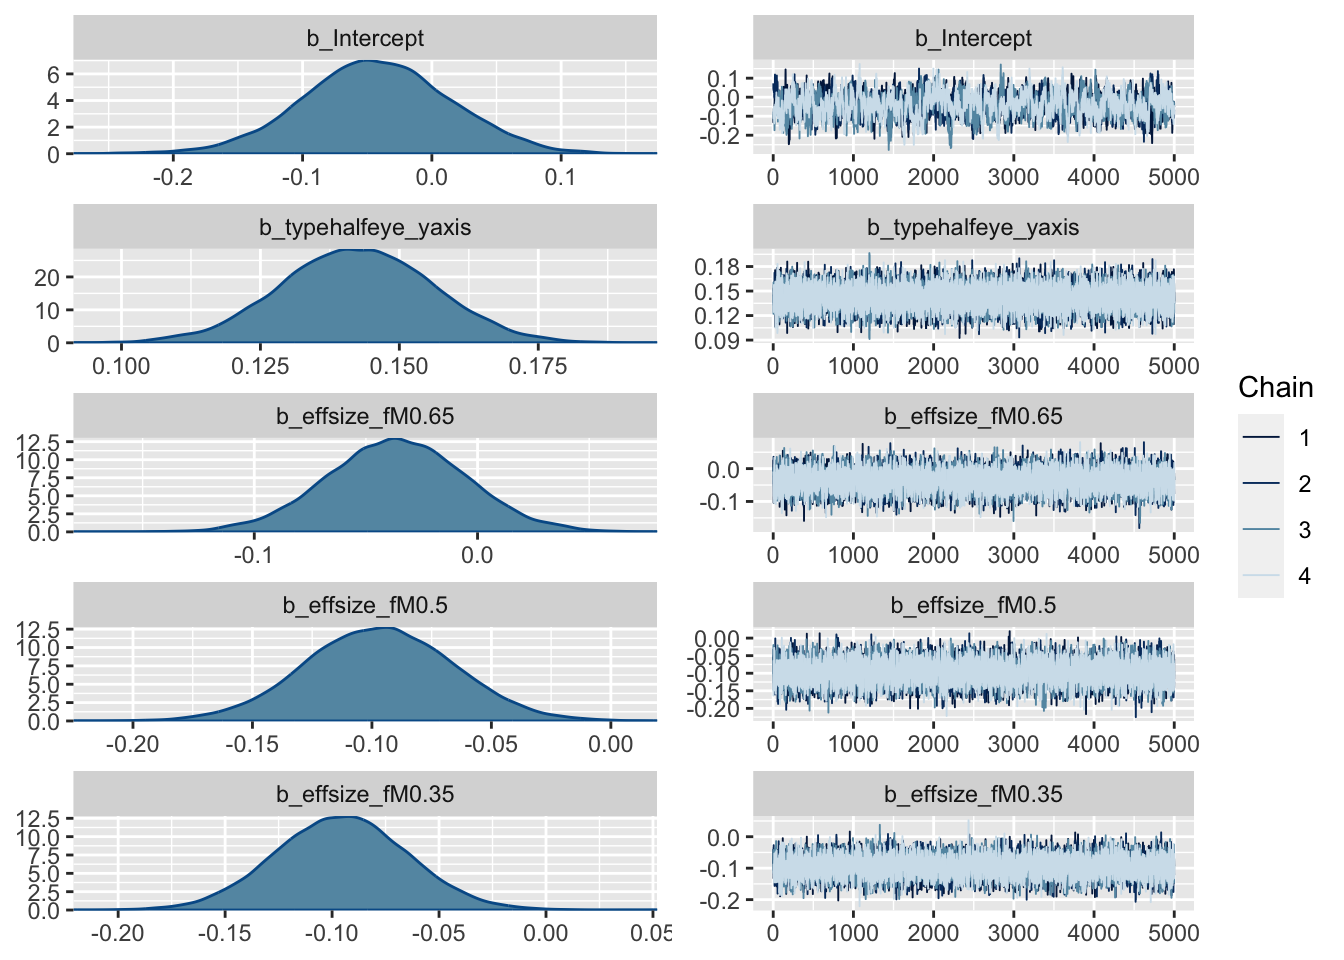 b_Intercept
6
4
2
0
-0.2 -0.1 0.0 0.1
b_Intercept
0.1
0.0
-0.1
-0.2
0 1000 2000 3000 4000 5000
b_typehalfeye_yaxis
20
10
0
0.100 0.125 0.150 0.175
b_typehalfeye_yaxis
0.18
0.15
0.12
0.09
0 1000 2000 3000 4000 5000
b_effsize_fM0.65
12.5
10.0
7.5
5.0
2.5
0.0
-0.1 0.0
b_effsize_fM0.65
0.0
-0.1
0 1000 2000 3000 4000 5000
b_effsize_fM0.5
12.5
10.0
7.5
5.0
2.5
0.0
-0.20 -0.15 -0.10 -0.05 0.00
b_effsize_fM0.5
0.00
-0.05
-0.10
-0.15
-0.20
0 1000 2000 3000 4000 5000
b_effsize_fM0.35
12.5
10.0
7.5
5.0
2.5
0.0
-0.20 -0.15 -0.10 -0.05 0.00 0.05
b_effsize_fM0.35
0.0
-0.1
-0.2
0 1000 2000 3000 4000 5000
Chain
1
2
3
4